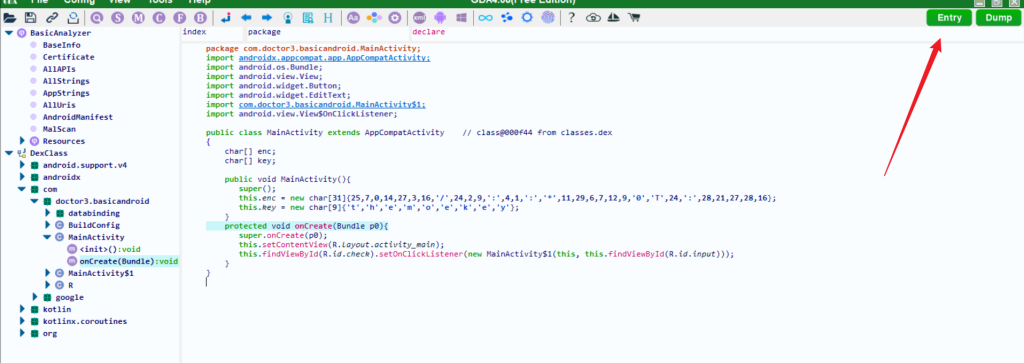 File Edit View Tools Help GDA4.00(Free Edition)
Entry
Dump
index package declare
BasicAnalyzer
BaseInfo
Certificate
AllAPIs
AllStrings
AppStrings
AllUris
AndroidManifest
MalScan
Resources
DexClass
android.support.v4
androidx
com
doctor3.basicandroid
databinding
BuildConfig
MainActivity
<init>():void
onCreate(Bundle):void
MainActivity$1
R
google
kotlin
kotlinx.coroutines
org
package com.doctor3.basicandroid.MainActivity;
import androidx.appcompat.app.AppCompatActivity;
import android.os.Bundle;
import android.view.View;
import android.widget.Button;
import android.widget.EditText;
import com.doctor3.basicandroid.MainActivity$1;
import android.view.View$OnClickListener;
public class MainActivity extends AppCompatActivity // class@000f44 from classes.dex
{
char[] enc;
char[] key;
public void MainActivity(){
super();
this.enc = new char[31]{25,7,0,14,27,3,16,'/',24,2,9,':',4,1,':','*',11,29,6,7,12,9,'0','T',24,':',28,21,27,28,16};
this.key = new char[9]{'t','h','e','m','o','e','k','e','y'};
}
protected void onCreate(Bundle p0){
super.onCreate(p0);
this.setContentView(R.layout.activity_main);
this.findViewById(R.id.check).setOnClickListener(new MainActivity$1(this, this.findViewById(R.id.input)));
}
}